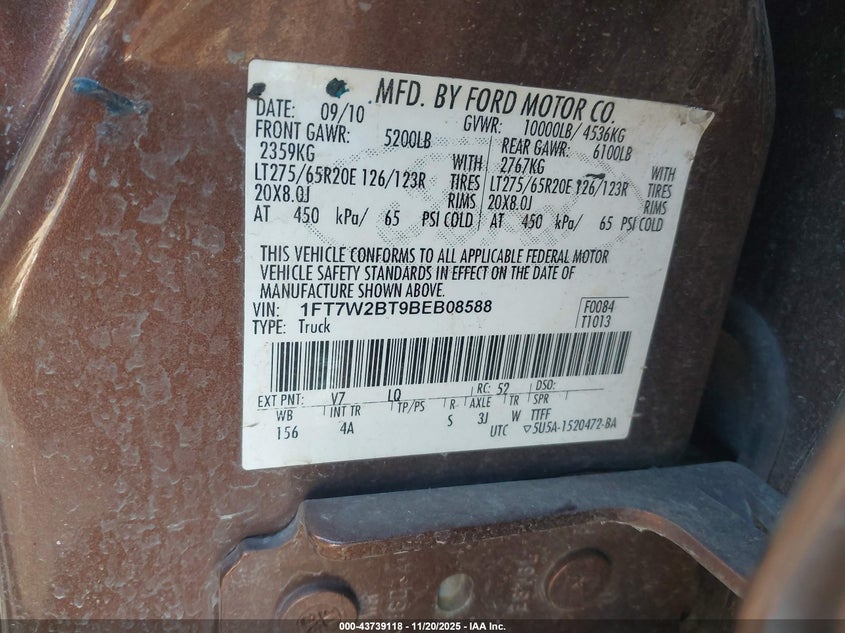 MFD. BY FORD MOTOR CO.
DATE: 09/10 GVWR: 10000LB/4536KG
FRONT GAWR: 5200LB REAR GAWR: 6100LB
2359KG WITH 2767KG WITH
LT275/65R20E 126/123R TIRES LT275/65R20E 126/123R TIRES
20X8.0J RIMS 20X8.0J RIMS
AT 450 kPa/ 65 PSI COLD AT 450 kPa/ 65 PSI COLD
THIS VEHICLE CONFORMS TO ALL APPLICABLE FEDERAL MOTOR
VEHICLE SAFETY STANDARDS IN EFFECT ON THE DATE OF
MANUFACTURE SHOWN ABOVE.
VIN: 1FT7W2BT9BEB08588 F0084
TYPE: Truck T1013
EXT PNT: V7 LQ RC: 52 DSO:
WB INT TR TP/PS R AXLE TR SPR
156 4A S 3J W TTFF
UTC ▽5U5A-1520472-BA
000-43739118 - 11/20/2025 - IAA Inc.